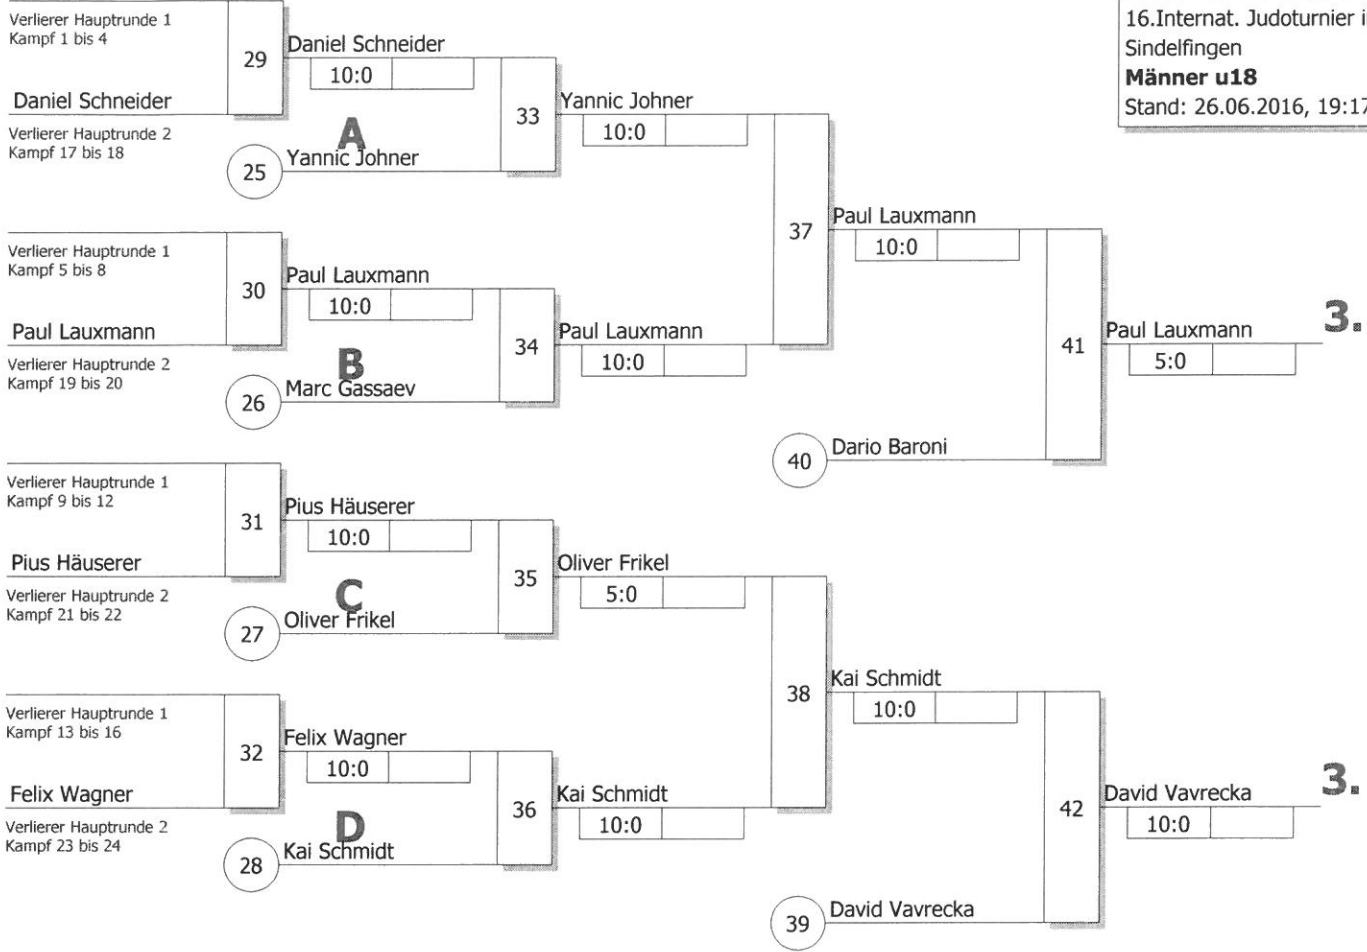 16.Internat. Judoturnier i
Sindelfingen
Männer u18
Stand: 26.06.2016, 19:17
Verlierer Hauptrunde 1
Kampf 1 bis 4
29
Daniel Schneider
10:0
Daniel Schneider
Verlierer Hauptrunde 2
Kampf 17 bis 18
A
25
Yannic Johner
33
Yannic Johner
10:0
Verlierer Hauptrunde 1
Kampf 5 bis 8
30
Paul Lauxmann
10:0
Paul Lauxmann
Verlierer Hauptrunde 2
Kampf 19 bis 20
B
26
Marc Gassaev
34
Paul Lauxmann
10:0
37
Paul Lauxmann
10:0
40
Dario Baroni
41
Paul Lauxmann
5:0
3.
Verlierer Hauptrunde 1
Kampf 9 bis 12
31
Pius Häuserer
10:0
Pius Häuserer
Verlierer Hauptrunde 2
Kampf 21 bis 22
C
27
Oliver Frikel
35
Oliver Frikel
5:0
Verlierer Hauptrunde 1
Kampf 13 bis 16
32
Felix Wagner
10:0
Felix Wagner
Verlierer Hauptrunde 2
Kampf 23 bis 24
D
28
Kai Schmidt
36
Kai Schmidt
10:0
38
Kai Schmidt
10:0
39
David Vavrecka
42
David Vavrecka
10:0
3.